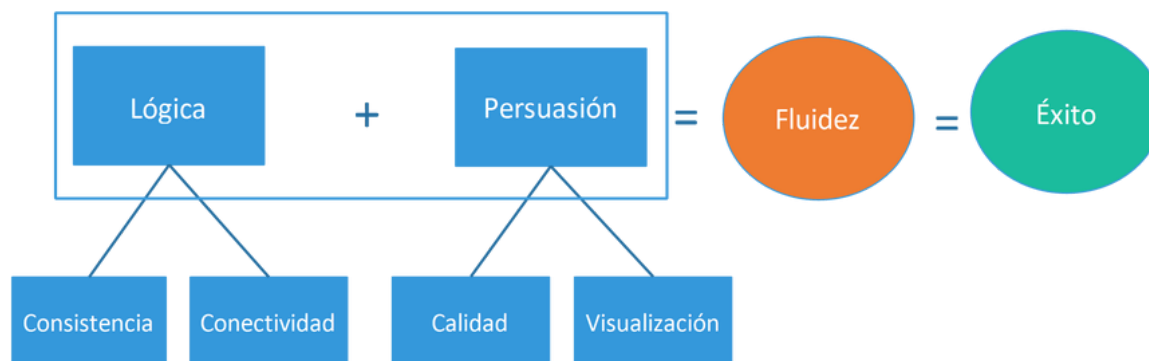 Lógica
+
Persuasión
=
Fluidez
=
Éxito
Consistencia
Conectividad
Calidad
Visualización